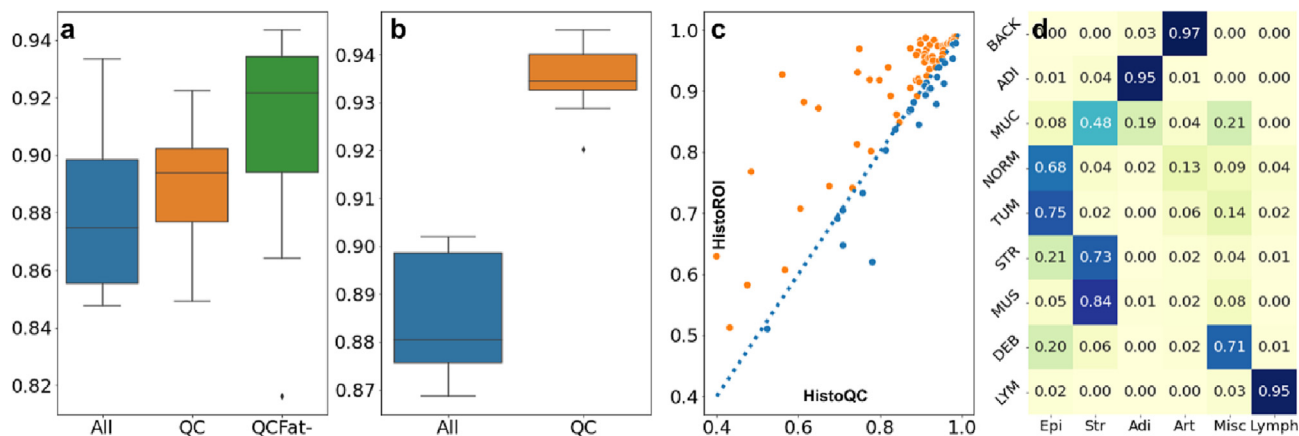 a
0.94
0.92
0.90
0.88
0.86
0.84
0.82
All QC QCFat-
b
0.94
0.93
0.92
0.91
0.90
0.89
0.88
0.87
All QC
c
1.0
0.9
0.8
0.7
0.6
0.5
0.4
HistoROI
HistoQC
0.4 0.6 0.8 1.0
d
BACK 0.00 0.00 0.03 0.97 0.00 0.00
ADI 0.01 0.04 0.95 0.01 0.00 0.00
MUC 0.08 0.48 0.19 0.04 0.21 0.00
NORM 0.68 0.04 0.02 0.13 0.09 0.04
TUM 0.75 0.02 0.00 0.06 0.14 0.02
STR 0.21 0.73 0.00 0.02 0.04 0.01
MUS 0.05 0.84 0.01 0.02 0.08 0.00
DEB 0.20 0.06 0.00 0.02 0.71 0.01
LYM 0.02 0.00 0.00 0.00 0.03 0.95
Epi Str Adi Art Misc Lymph